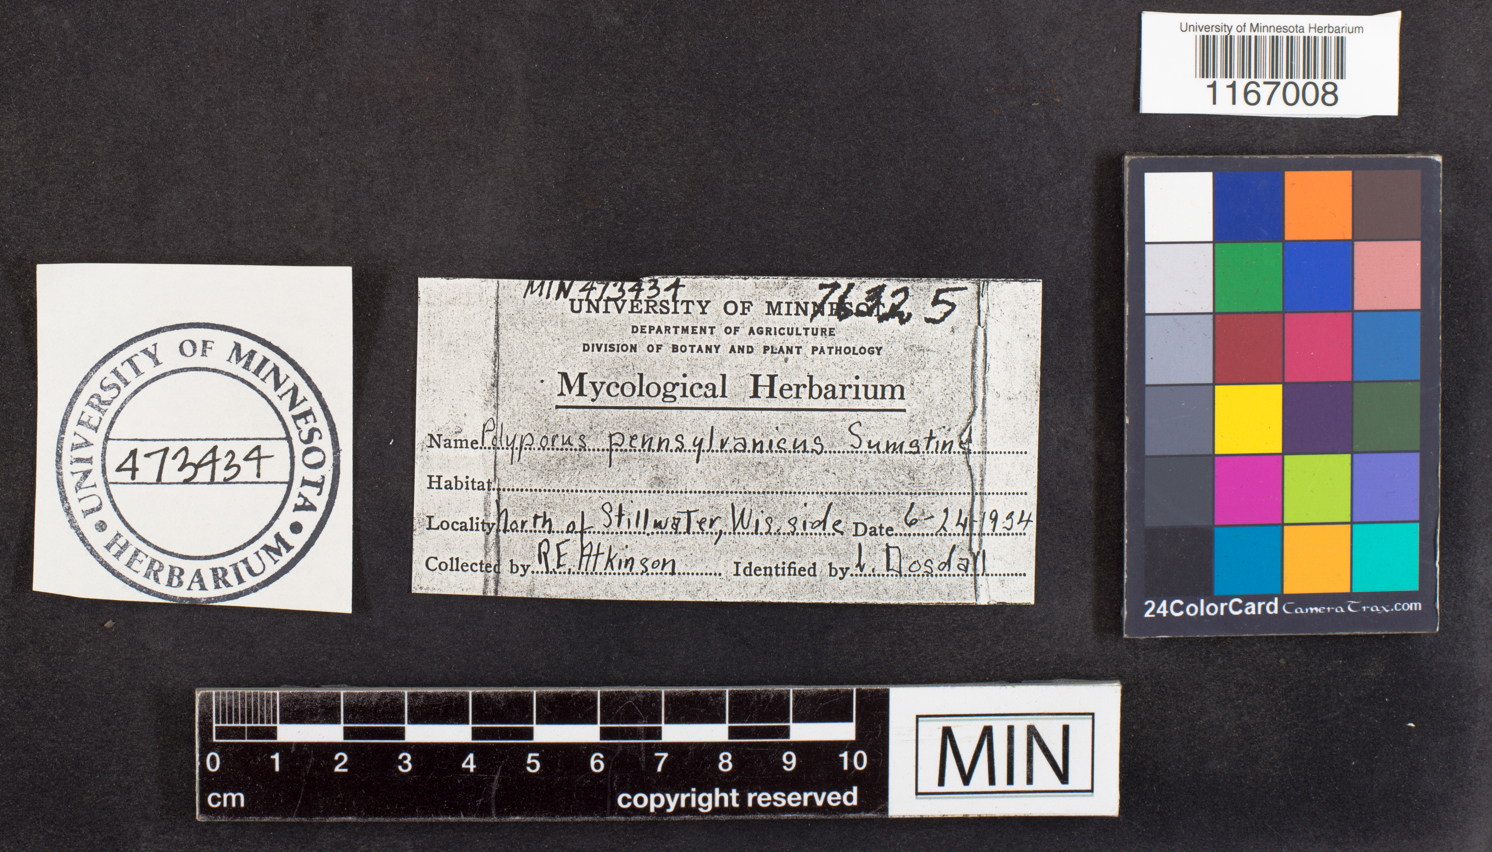 University of Minnesota Herbarium
1167008
UNIVERSITY OF MINNESOTA
473434
HERBARIUM
MIN 473434
76325
UNIVERSITY OF MINNESOTA
DEPARTMENT OF AGRICULTURE
DIVISION OF BOTANY AND PLANT PATHOLOGY
Mycological Herbarium
Name Polyporus pennsylvanicus Sumstine
Habitat
Locality North of Stillwater, Wis. side Date 6-24-1934
Collected by R.E. Atkinson Identified by L. Dosdall
24ColorCard CameraTrax.com
0 1 2 3 4 5 6 7 8 9 10
cm copyright reserved
MIN